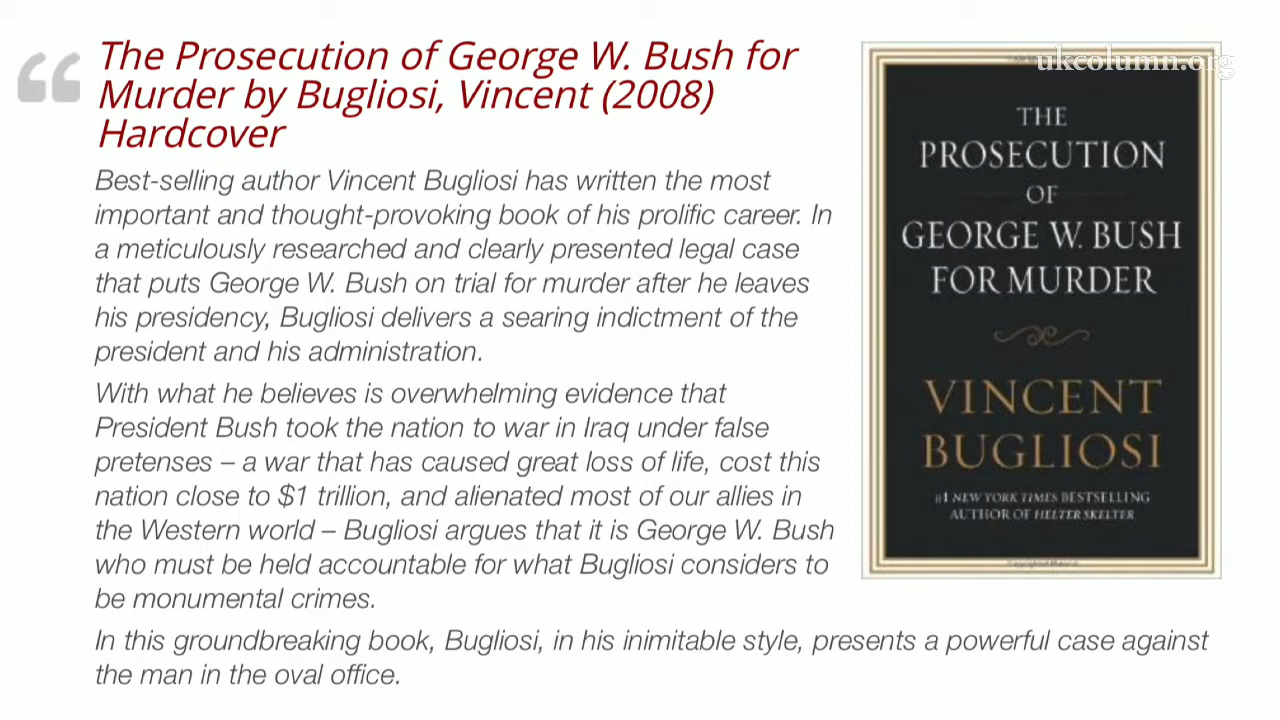 The Prosecution of George W. Bush for
Murder by Bugliosi, Vincent (2008)
Hardcover
Best-selling author Vincent Bugliosi has written the most
important and thought-provoking book of his prolific career. In
a meticulously researched and clearly presented legal case
that puts George W. Bush on trial for murder after he leaves
his presidency, Bugliosi delivers a searing indictment of the
president and his administration.
With what he believes is overwhelming evidence that
President Bush took the nation to war in Iraq under false
pretenses – a war that has caused great loss of life, cost this
nation close to $1 trillion, and alienated most of our allies in
the Western world – Bugliosi argues that it is George W. Bush
who must be held accountable for what Bugliosi considers to
be monumental crimes.
In this groundbreaking book, Bugliosi, in his inimitable style, presents a powerful case against
the man in the oval office.
ukcolumn.org
THE
PROSECUTION
OF
GEORGE W. BUSH
FOR MURDER
VINCENT
BUGLIOSI
#1 NEW YORK TIMES BESTSELLING
AUTHOR OF HELTER SKELTER